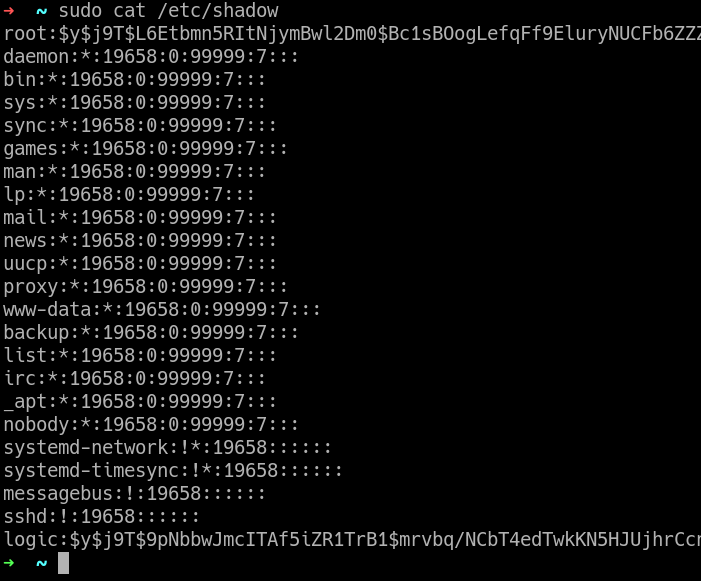 ➜  ~ sudo cat /etc/shadow
root:$y$j9T$L6Etbmn5RItNjymBwl2Dm0$Bc1sBOogLefqFf9EluryNUCFb6ZZZ
daemon:*:19658:0:99999:7:::
bin:*:19658:0:99999:7:::
sys:*:19658:0:99999:7:::
sync:*:19658:0:99999:7:::
games:*:19658:0:99999:7:::
man:*:19658:0:99999:7:::
lp:*:19658:0:99999:7:::
mail:*:19658:0:99999:7:::
news:*:19658:0:99999:7:::
uucp:*:19658:0:99999:7:::
proxy:*:19658:0:99999:7:::
www-data:*:19658:0:99999:7:::
backup:*:19658:0:99999:7:::
list:*:19658:0:99999:7:::
irc:*:19658:0:99999:7:::
_apt:*:19658:0:99999:7:::
nobody:*:19658:0:99999:7:::
systemd-network:!*:19658::::::
systemd-timesync:!*:19658::::::
messagebus:!:19658::::::
sshd:!:19658::::::
logic:$y$j9T$9pNbbwJmcITAf5iZR1TrB1$mrvbq/NCbT4edTwkKN5HJUjhrCcr
➜  ~